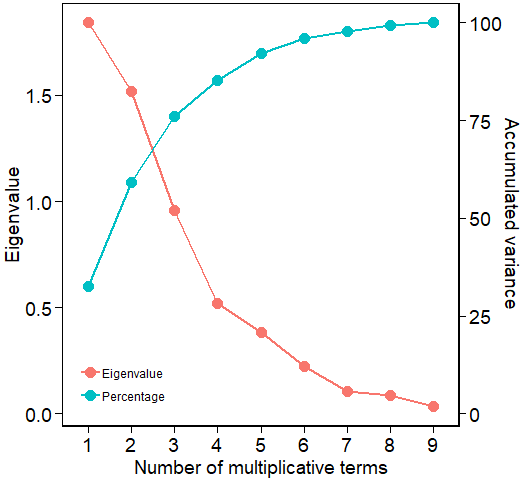 Eigenvalue
1.5
1.0
0.5
0.0
100
75
50
25
0
Accumulated variance
Eigenvalue
Percentage
1 2 3 4 5 6 7 8 9
Number of multiplicative terms